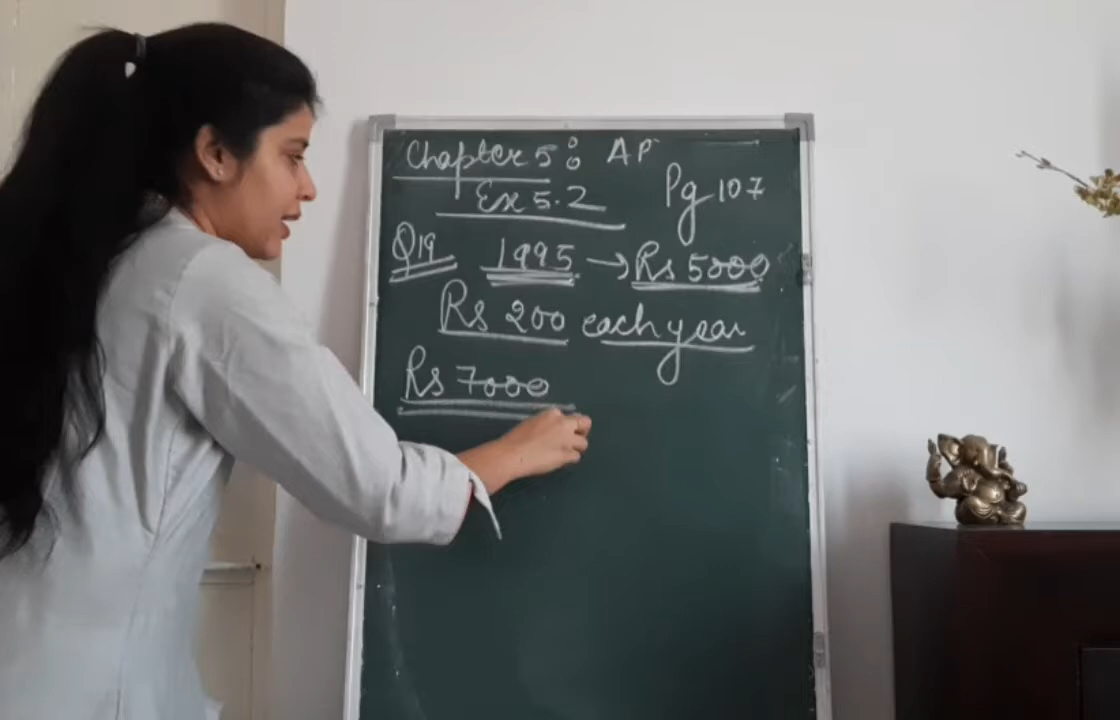 Chapter 5: AP
Ex 5.2 Pg 107
Q19 1995 → Rs 5000
Rs 200 each year
Rs 7000